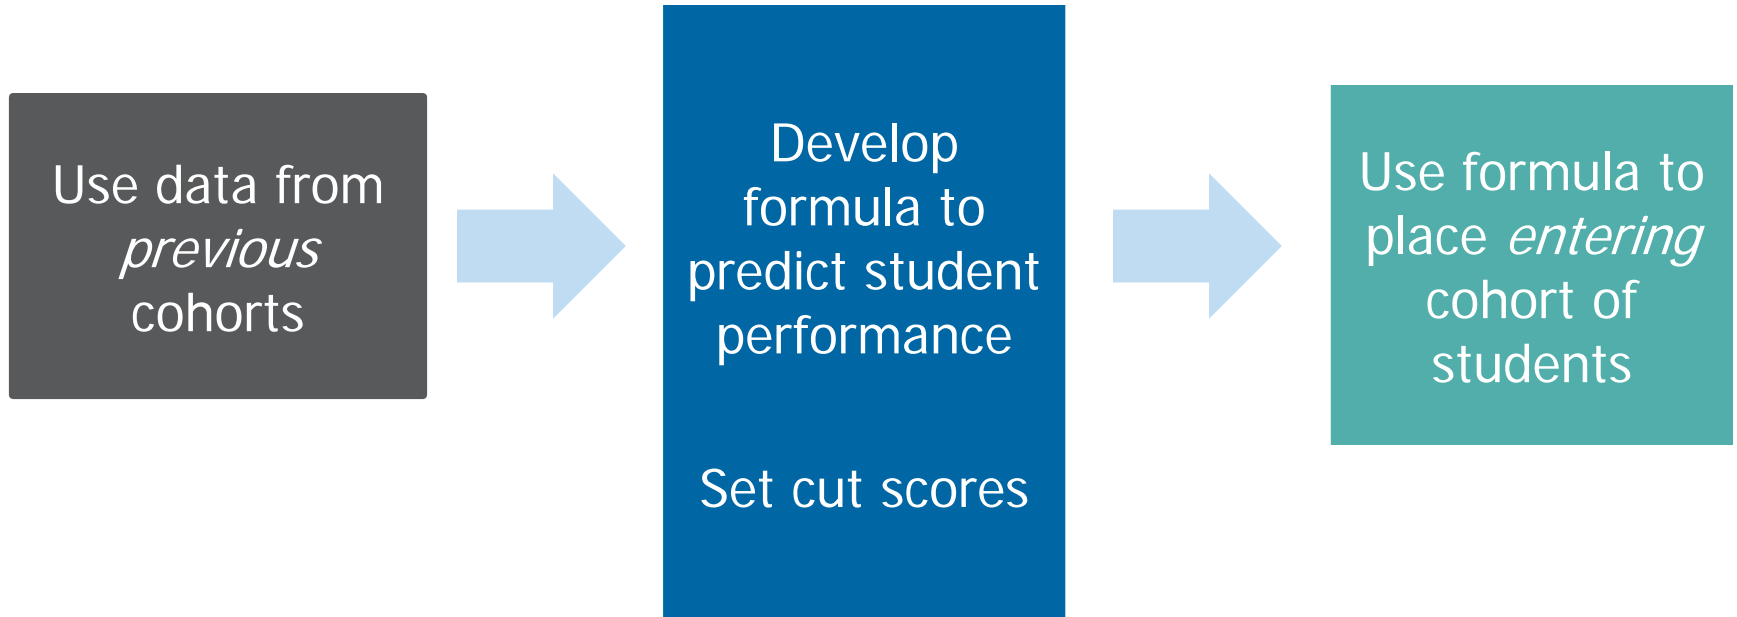 Use data from
previous
cohorts
Develop
formula to
predict student
performance
Set cut scores
Use formula to
place entering
cohort of
students